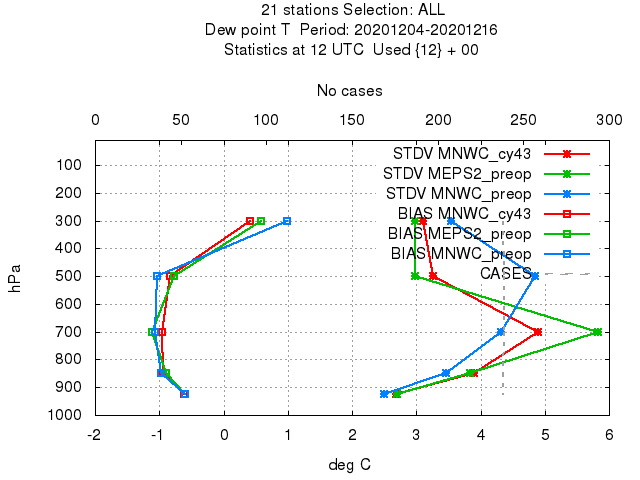 21 stations Selection: ALL
Dew point T  Period: 20201204-20201216
Statistics at 12 UTC  Used {12} + 00
No cases
0 50 100 150 200 250 300
STDV MNWC_cy43
STDV MEPS2_preop
STDV MNWC_preop
BIAS MNWC_cy43
BIAS MEPS2_preop
BIAS MNWC_preop
CASES
100
200
300
400
500
600
700
800
900
1000
hPa
-2 -1 0 1 2 3 4 5 6
deg C